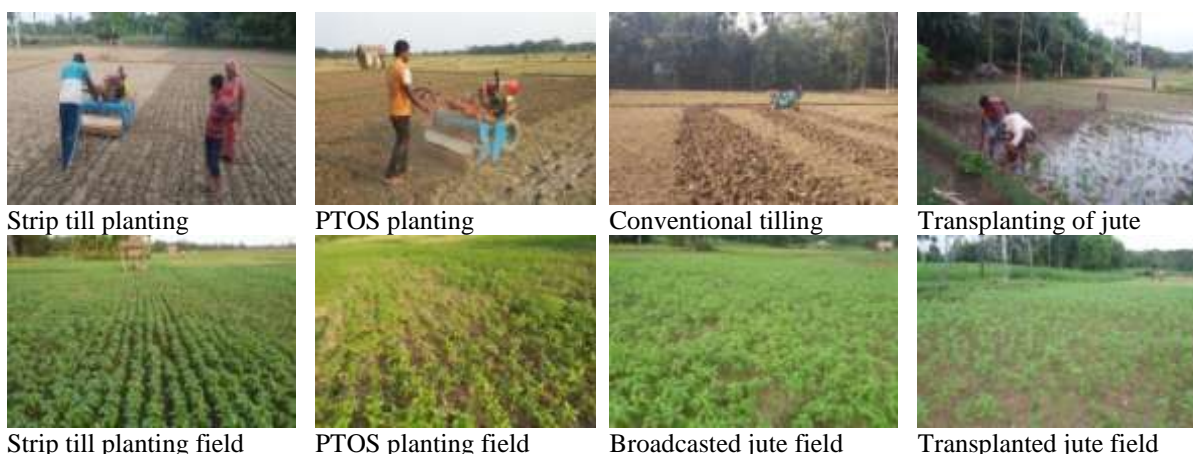 Strip till planting
PTOS planting
Conventional tilling
Transplanting of jute
Strip till planting field
PTOS planting field
Broadcasted jute field
Transplanted jute field